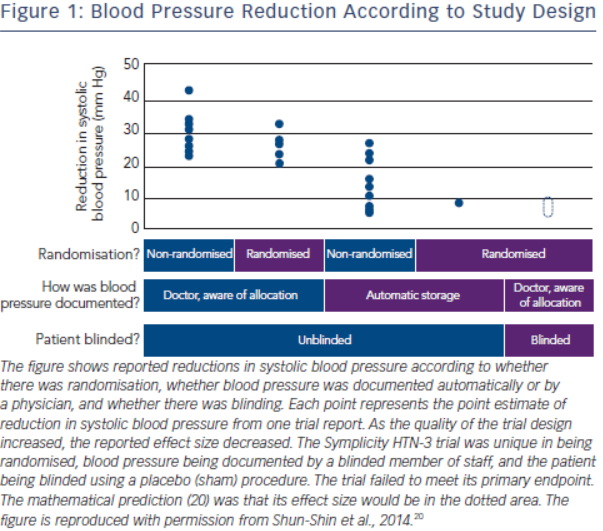 Figure 1: Blood Pressure Reduction According to Study Design
Reduction in systolic
blood pressure (mm Hg)
50
40
30
20
10
0
Randomisation? Non-randomised Randomised Non-randomised Randomised
How was blood
pressure documented?
Doctor, aware of allocation
Automatic storage
Doctor, aware
of allocation
Patient blinded? Unblinded Blinded
The figure shows reported reductions in systolic blood pressure according to whether
there was randomisation, whether blood pressure was documented automatically or by
a physician, and whether there was blinding. Each point represents the point estimate of
reduction in systolic blood pressure from one trial report. As the quality of the trial design
increased, the reported effect size decreased. The Symplicity HTN-3 trial was unique in being
randomised, blood pressure being documented by a blinded member of staff, and the patient
being blinded using a placebo (sham) procedure. The trial failed to meet its primary endpoint.
The mathematical prediction (20) was that its effect size would be in the dotted area. The
figure is reproduced with permission from Shun-Shin et al., 2014.20